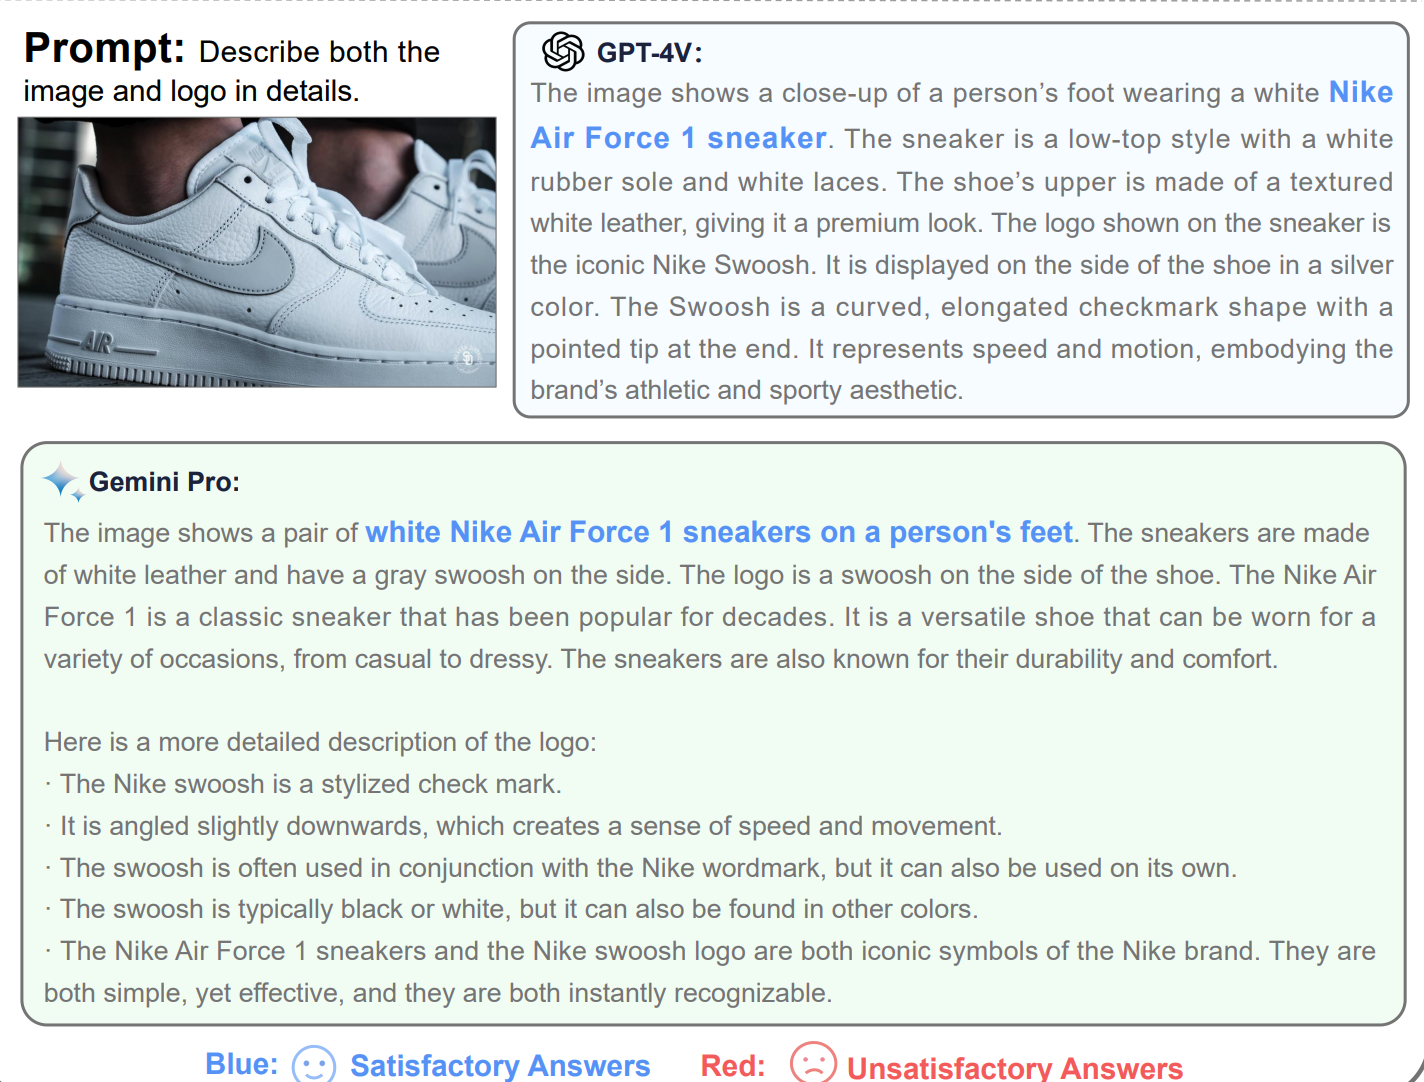 Prompt: Describe both the
image and logo in details.
AIR
SD
GPT-4V:
The image shows a close-up of a person's foot wearing a white Nike
Air Force 1 sneaker. The sneaker is a low-top style with a white
rubber sole and white laces. The shoe's upper is made of a textured
white leather, giving it a premium look. The logo shown on the sneaker is
the iconic Nike Swoosh. It is displayed on the side of the shoe in a silver
color. The Swoosh is a curved, elongated checkmark shape with a
pointed tip at the end. It represents speed and motion, embodying the
brand's athletic and sporty aesthetic.
Gemini Pro:
The image shows a pair of white Nike Air Force 1 sneakers on a person's feet. The sneakers are made
of white leather and have a gray swoosh on the side. The logo is a swoosh on the side of the shoe. The Nike Air
Force 1 is a classic sneaker that has been popular for decades. It is a versatile shoe that can be worn for a
variety of occasions, from casual to dressy. The sneakers are also known for their durability and comfort.
Here is a more detailed description of the logo:
· The Nike swoosh is a stylized check mark.
· It is angled slightly downwards, which creates a sense of speed and movement.
· The swoosh is often used in conjunction with the Nike wordmark, but it can also be used on its own.
· The swoosh is typically black or white, but it can also be found in other colors.
· The Nike Air Force 1 sneakers and the Nike swoosh logo are both iconic symbols of the Nike brand. They are
both simple, yet effective, and they are both instantly recognizable.
Blue: Satisfactory Answers Red: Unsatisfactory Answers